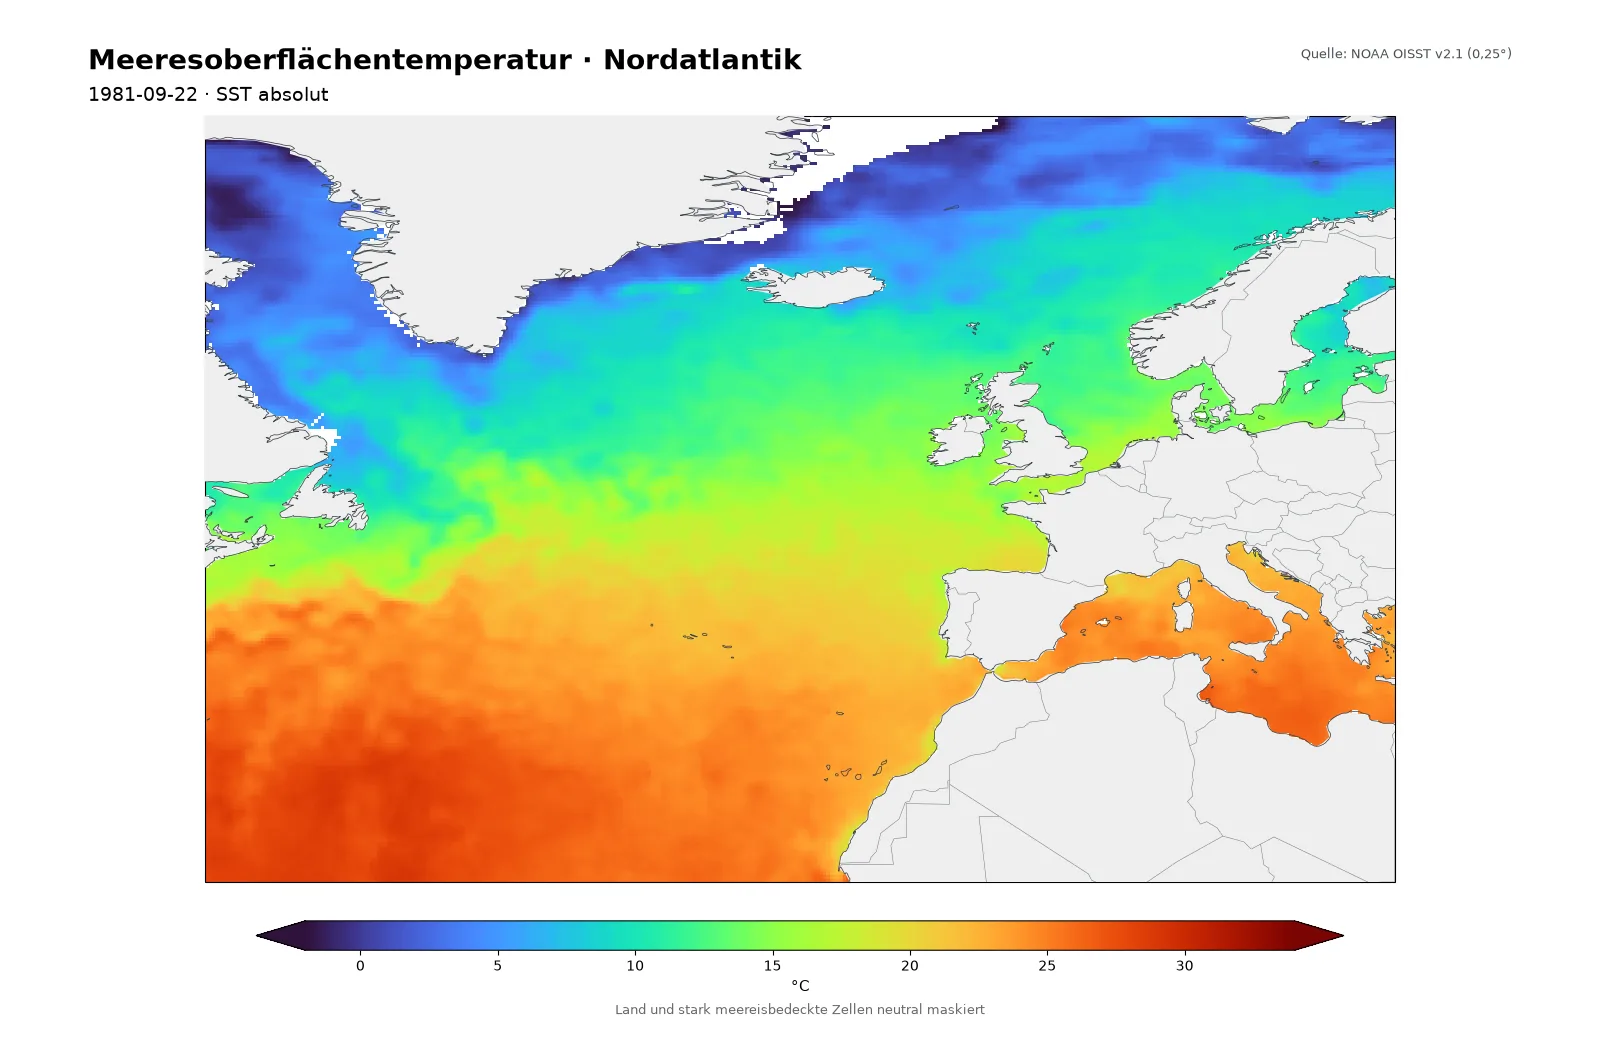 Meeresoberflächentemperatur · Nordatlantik
Quelle: NOAA OISST v2.1 (0,25°)
1981-09-22 · SST absolut
0 5 10 15 20 25 30
°C
Land und stark meereisbedeckte Zellen neutral maskiert